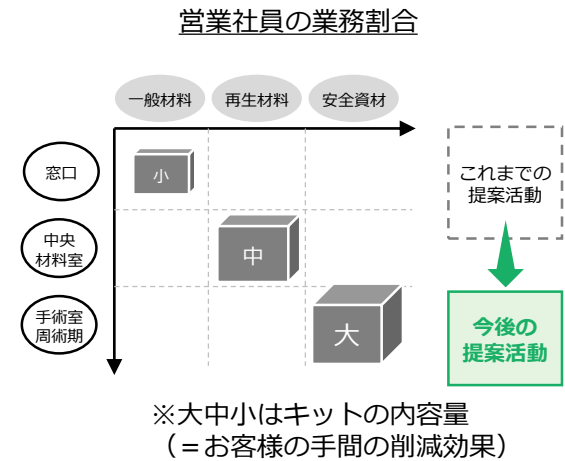 営業社員の業務割合
一般材料
再生材料
安全資材
窓口
小
これまでの
提案活動
中央
材料室
中
手術室
周術期
大
今後の
提案活動
※大中小はキットの内容量
（＝お客様の手間の削減効果）